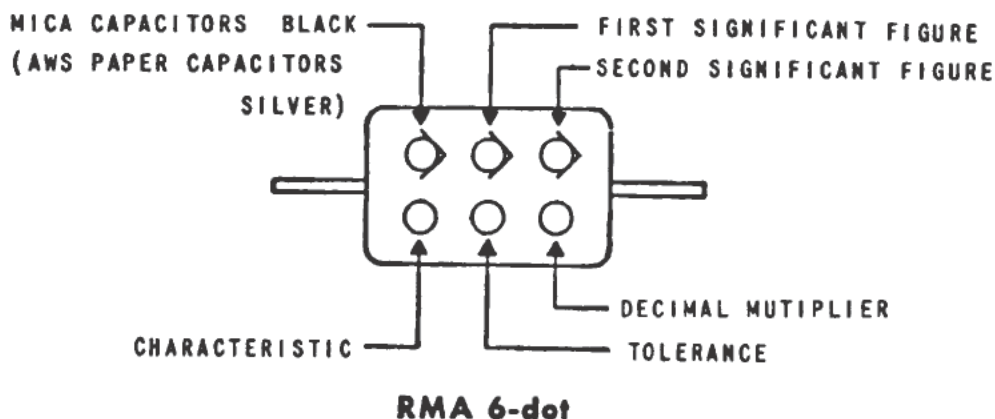 MICA CAPACITORS BLACK
(AWS PAPER CAPACITORS
SILVER)
FIRST SIGNIFICANT FIGURE
SECOND SIGNIFICANT FIGURE
DECIMAL MUTIPLIER
CHARACTERISTIC
TOLERANCE
RMA 6-dot